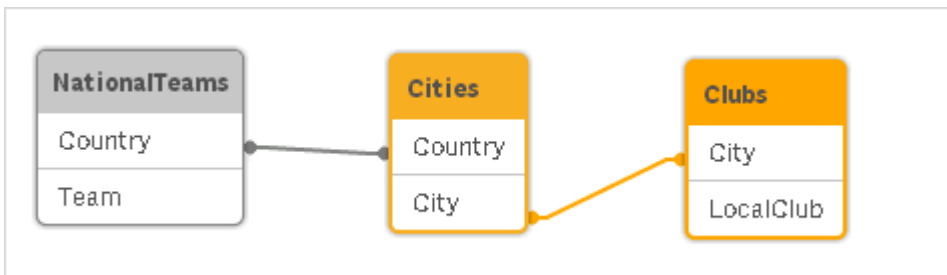 NationalTeams
Country
Team
Cities
Country
City
Clubs
City
LocalClub